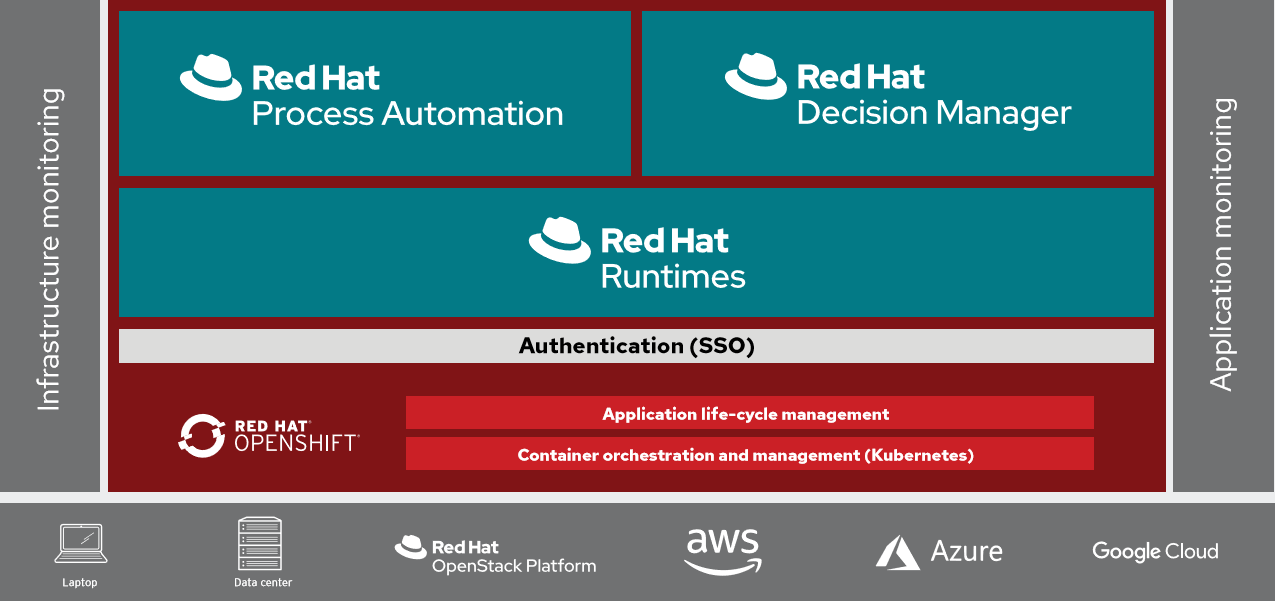 Infrastructure monitoring
Red Hat
Process Automation
Red Hat
Decision Manager
Application monitoring
Red Hat
Runtimes
Authentication (SSO)
RED HAT®
OPENSHIFT®
Application life-cycle management
Container orchestration and management (Kubernetes)
Laptop
Data center
Red Hat
OpenStack Platform
aws
Azure
Google Cloud